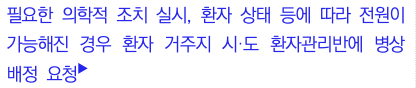 필요한 의학적 조치 실시, 환자 상태 등에 따라 전원이
가능해진 경우 환자 거주지 시·도 환자관리반에 병상
배정 요청▶